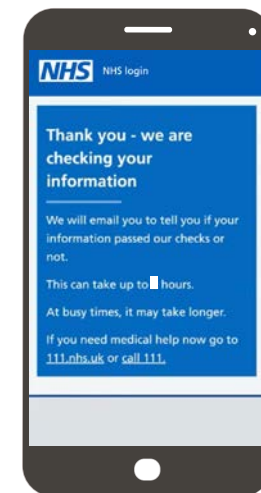 NHS NHS login
Thank you - we are
checking your
information
We will email you to tell you if your
information passed our checks or
not.
This can take up to hours.
At busy times, it may take longer.
If you need medical help now go to
111.nhs.uk or call 111.